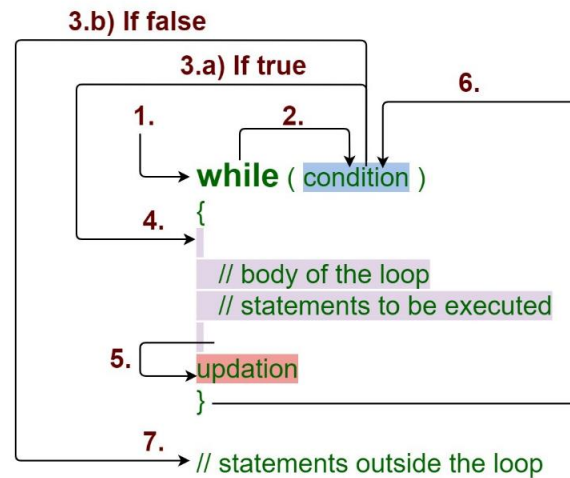 3.b) If false
3.a) If true
6.
1.
2.
while ( condition )
{
4.
// body of the loop
// statements to be executed
5.
updation
}
7.
// statements outside the loop